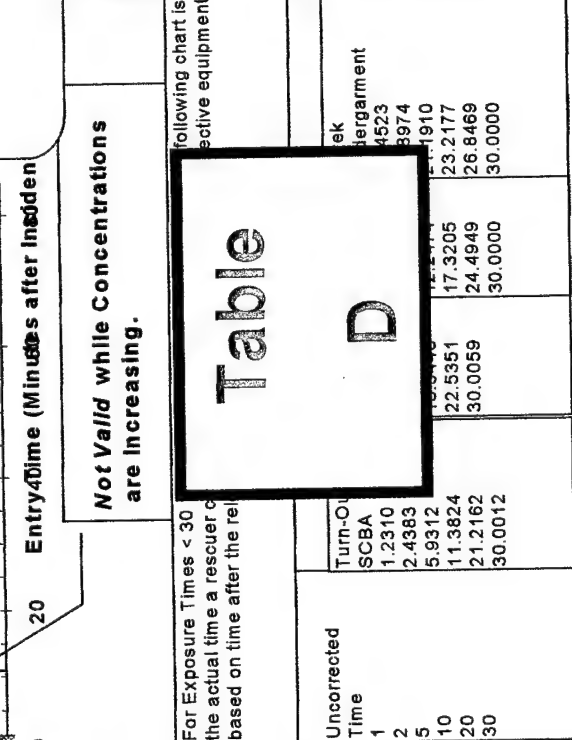 20 Entry Time (Minutes after
Not Valid while Concentrations
are Increasing.
For Exposure Times < 30 following chart is
the actual time a rescuer ective equipment
based on time after the
Table
D
Uncorrected Turn-Ou ek
Time SCBA dergarment
1 1.2310 4523
2 2.4383 8974
5 5.9312 1910
10 11.3824 22.5351 17.3205 23.2177
20 21.2162 30.0059 24.4949 26.8469
30 30.0012 30.0000 30.0000